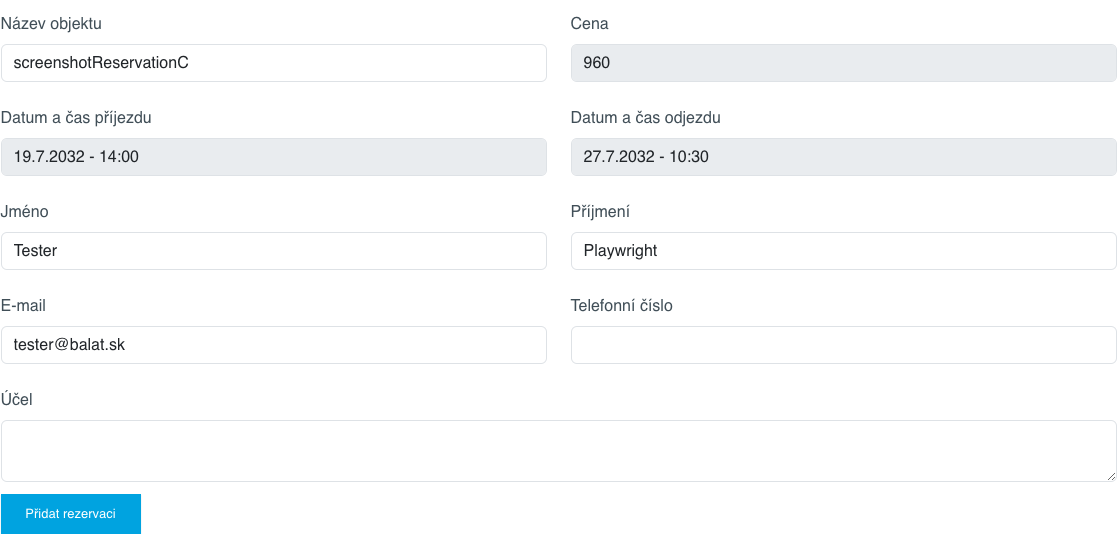 Název objektu
Cena
screenshotReservationC
960
Datum a čas příjezdu
Datum a čas odjezdu
19.7.2032 - 14:00
27.7.2032 - 10:30
Jméno
Příjmení
Tester
Playwright
E-mail
Telefonní číslo
tester@balat.sk
Účel
Přidat rezervaci